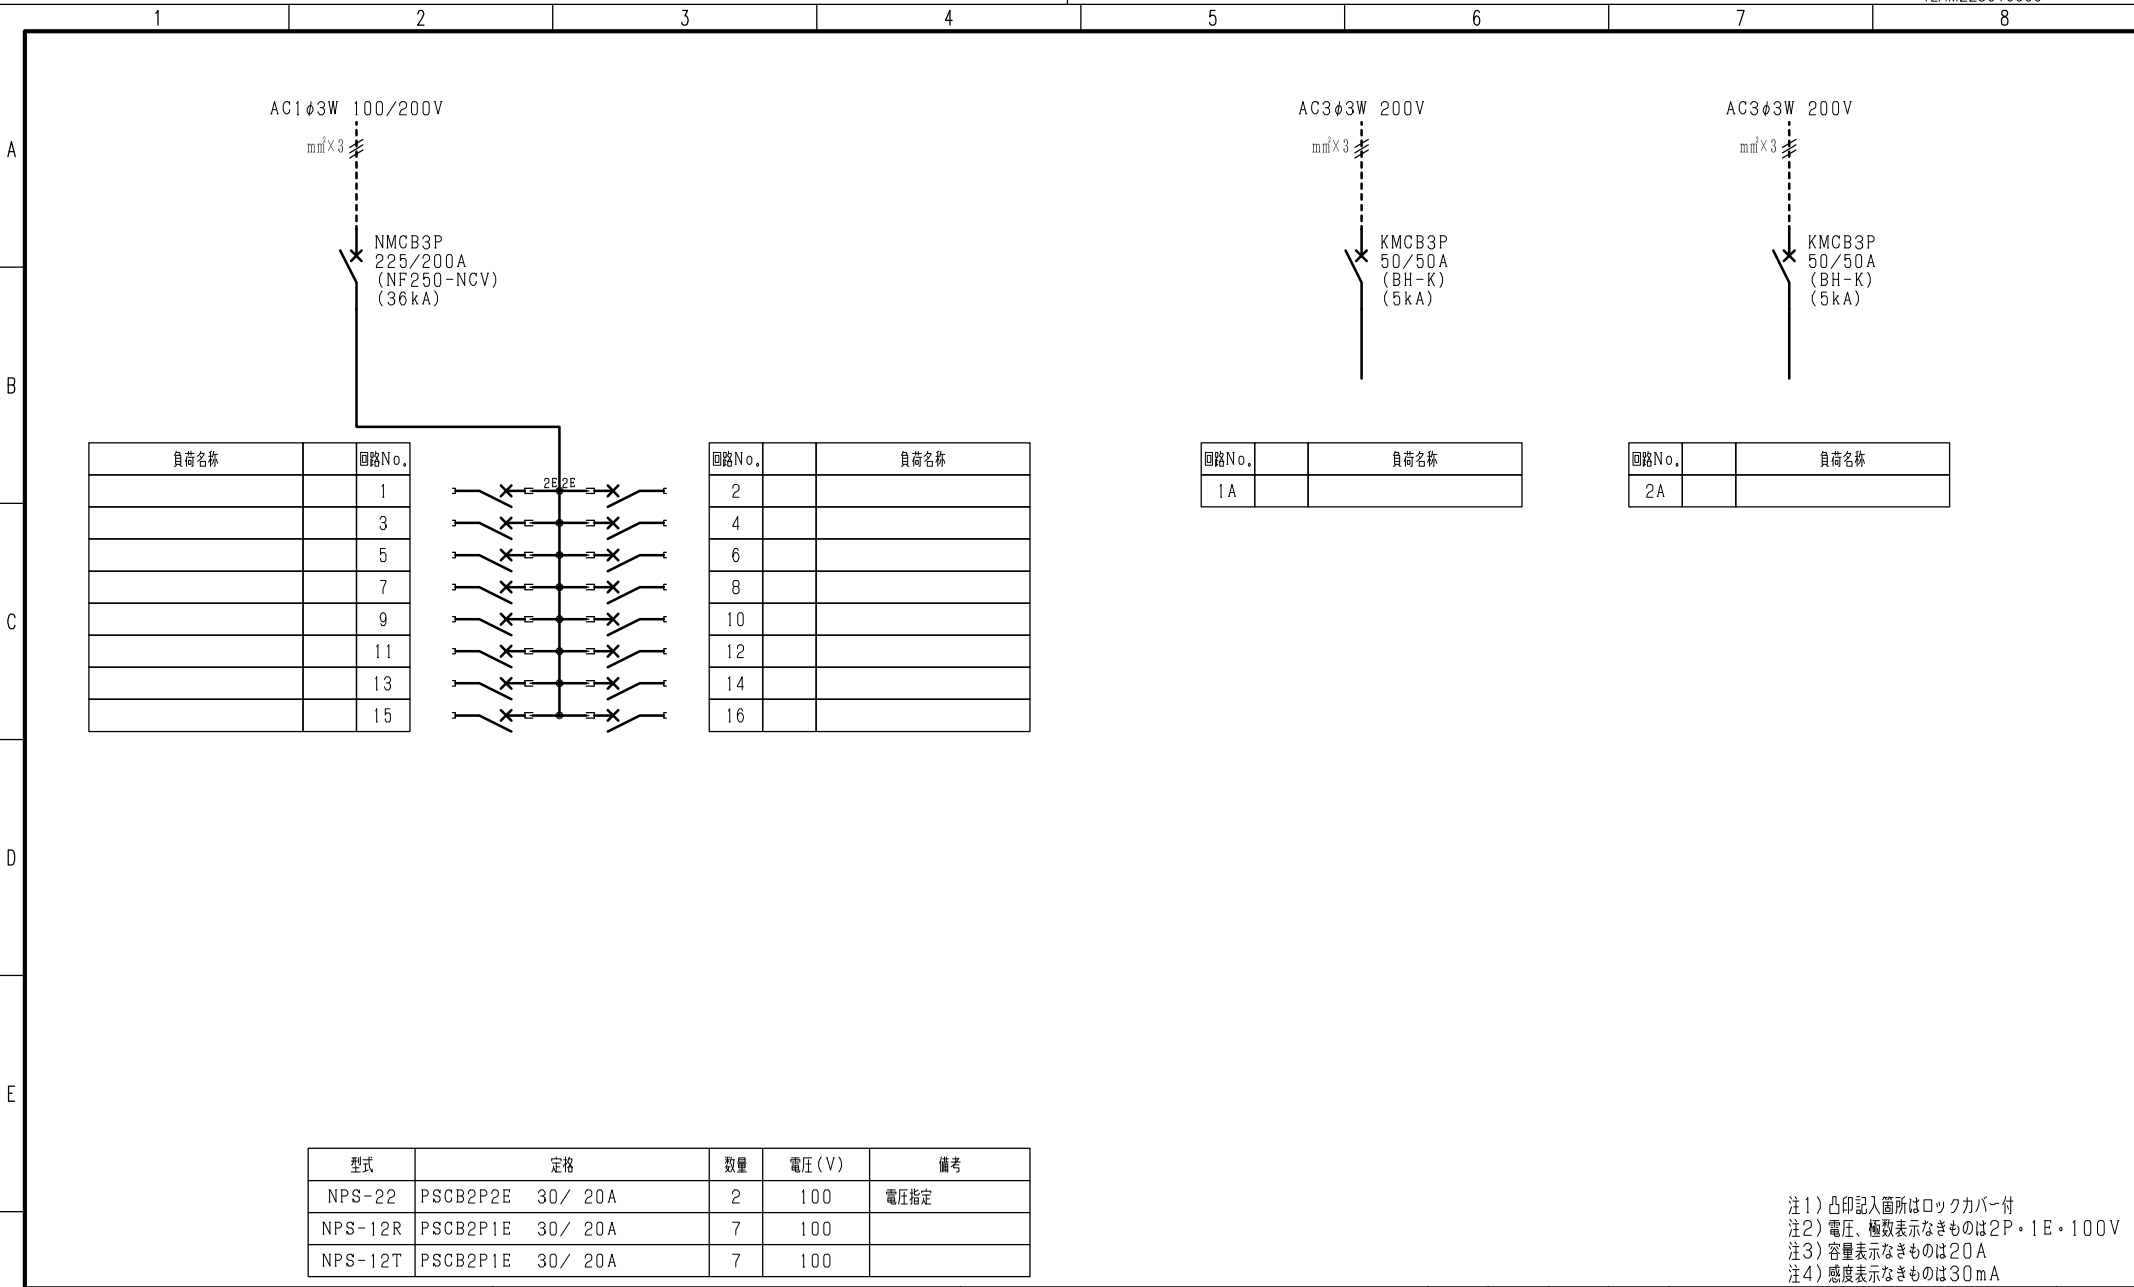 1 2 3 4 5 6 7 8
A
B
C
D
E
AC1φ3W 100/200V
mm²×3
NMCB3P
225/200A
(NF250-NCV)
(36kA)
AC3φ3W 200V
mm²×3
KMCB3P
50/50A
(BH-K)
(5kA)
AC3φ3W 200V
mm²×3
KMCB3P
50/50A
(BH-K)
(5kA)
負荷名称 回路No.
1
3
5
7
9
11
13
15
2E 2E
回路No. 負荷名称
2
4
6
8
10
12
14
16
回路No. 負荷名称
1A
回路No. 負荷名称
2A
型式 定格 数量 電圧(V) 備考
NPS-22 PSCB2P2E 30/ 20A 2 100 電圧指定
NPS-12R PSCB2P1E 30/ 20A 7 100
NPS-12T PSCB2P1E 30/ 20A 7 100
注1)凸印記入箇所はロックカバー付
注2)電圧、極数表示なきものは2P・1E・100V
注3)容量表示なきものは20A
注4)感度表示なきものは30mA